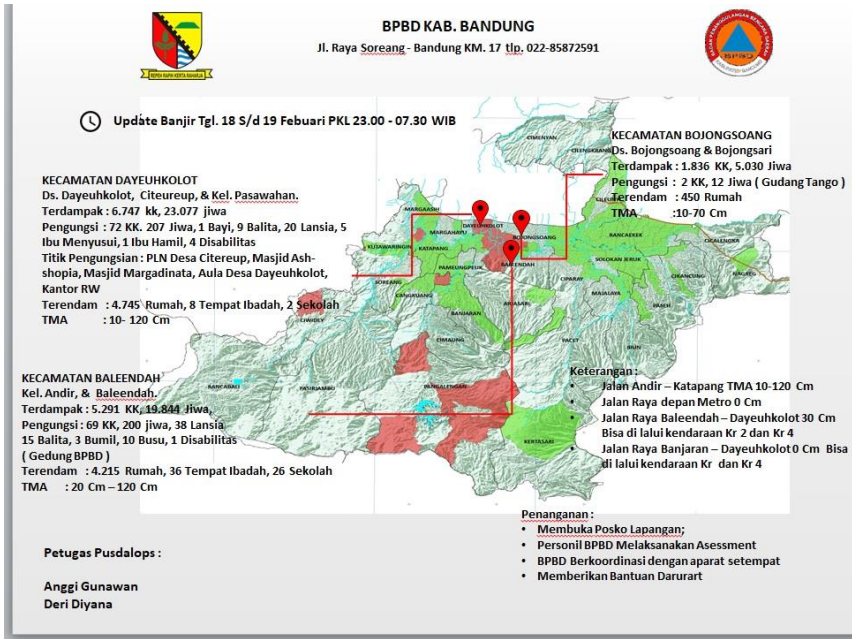 BPBD KAB. BANDUNG
Jl. Raya Soreang - Bandung KM. 17 tlp. 022-85872591
BPBD
Update Banjir Tgl. 18 S/d 19 Febuari PKL 23.00 - 07.30 WIB
KECAMATAN DAYEUHKOLOT
Ds. Dayeuhkolot, Citeureup, & Kel. Pasawahan.
Terdampak : 6.747 kk, 23.077 jiwa
Pengungsi : 72 KK. 207 Jiwa, 1 Bayi, 9 Balita, 20 Lansia, 5
Ibu Menyusui, 1 Ibu Hamil, 4 Disabilitas
Titik Pengungsian : PLN Desa Citereup, Masjid Ash-
shopia, Masjid Margadinata, Aula Desa Dayeuhkolot,
Kantor RW
Terendam : 4.745 Rumah, 8 Tempat Ibadah, 2 Sekolah
TMA : 10- 120 Cm
KECAMATAN BOJONGSOANG
Ds. Bojongsoang & Bojongsari
Terdampak : 1.836 KK, 5.030 Jiwa
Pengungsi : 2 KK, 12 Jiwa ( Gudang Tango )
Terendam : 450 Rumah
TMA :10-70 Cm
KECAMATAN BALEENDAH
Kel. Andir, & Baleendah.
Terdampak : 5.291 KK, 19.844 Jiwa,
Pengungsi : 69 KK, 200 jiwa, 38 Lansia
15 Balita, 3 Bumil, 10 Busu, 1 Disabilitas
( Gedung BPBD )
Terendam : 4.215 Rumah, 36 Tempat Ibadah, 26 Sekolah
TMA : 20 Cm – 120 Cm
CIMENYAN
MARGAASIH
DAYEUHKOLOT
MARGAHAYU
BOJONGSOANG
RANCAEKEK
KUTAWARINGIN
KATAPANG
CICALENGKA
SOLOKAN JERUK
PAMEUNGPEUK
CIPARAY
CIKANCUNG
NAGREG
SOREANG
CANGKUANG
MAJALAYA
ARJASARI
PASEH
CIWIDEY
BANJARAN
CIMAUNG
PACET
IBUN
RANCABALI
PASIRJAMBU
PANGALENGAN
KERTASARI
Keterangan :
• Jalan Andir – Katapang TMA 10-120 Cm
• Jalan Raya depan Metro 0 Cm
• Jalan Raya Baleendah – Dayeuhkolot 30 Cm
Bisa di lalui kendaraan Kr 2 dan Kr 4
• Jalan Raya Banjaran – Dayeuhkolot 0 Cm Bisa
di lalui kendaraan Kr dan Kr 4
Penanganan :
• Membuka Posko Lapangan;
• Personil BPBD Melaksanakan Asessment
• BPBD Berkoordinasi dengan aparat setempat
• Memberikan Bantuan Darurart
Petugas Pusdalops :
Anggi Gunawan
Deri Diyana